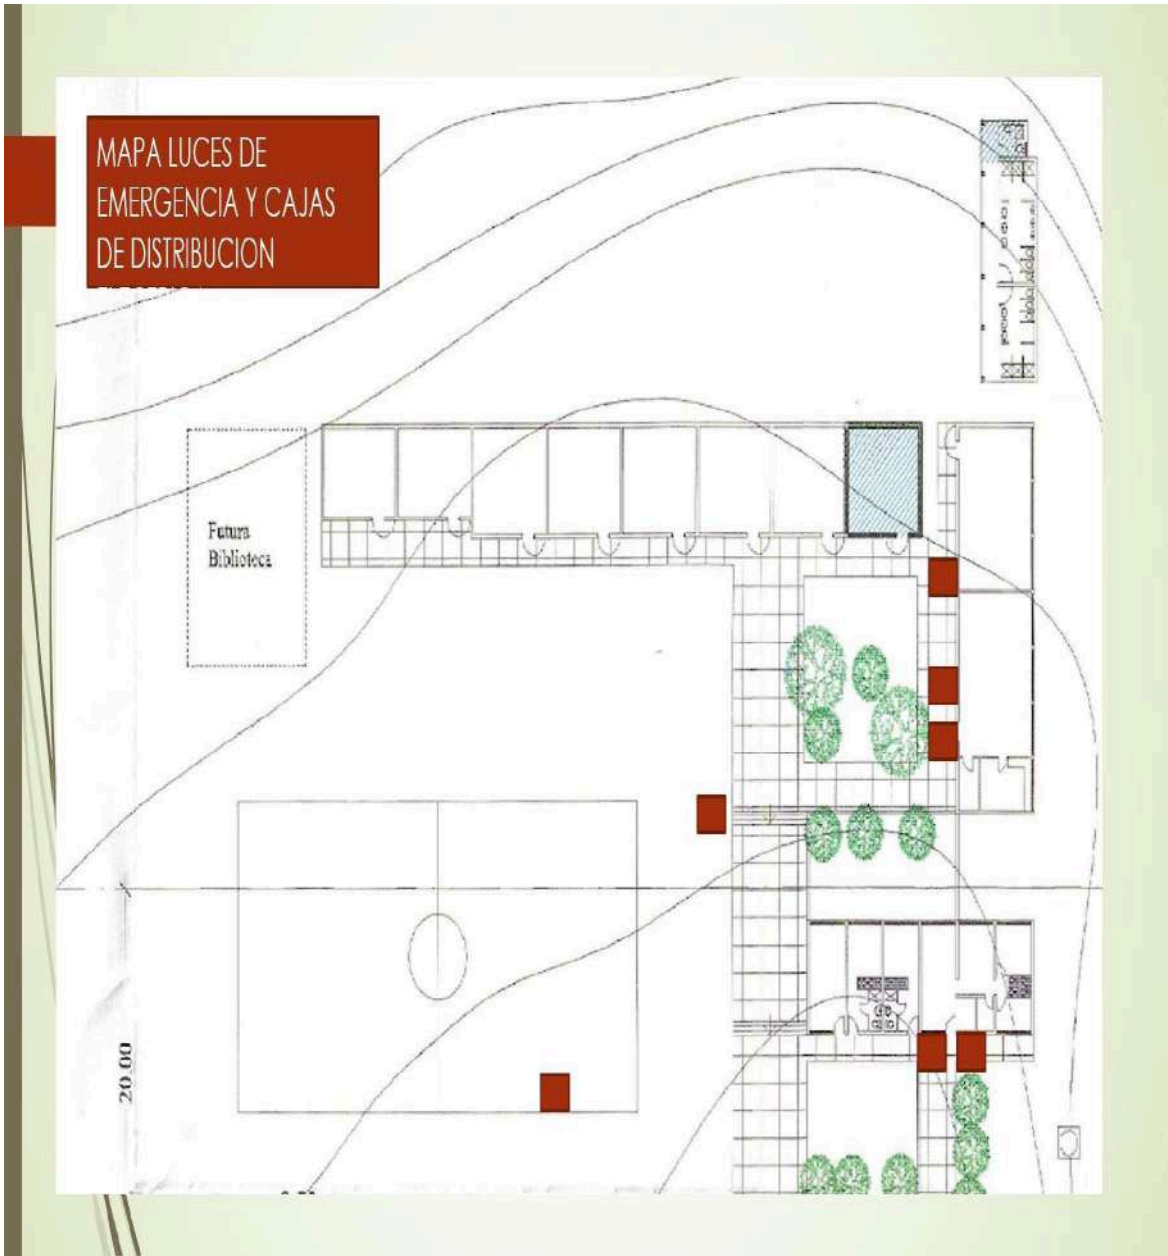 MAPA LUCES DE
EMERGENCIA Y CAJAS
DE DISTRIBUCION
Futura
Biblioteca
20.00